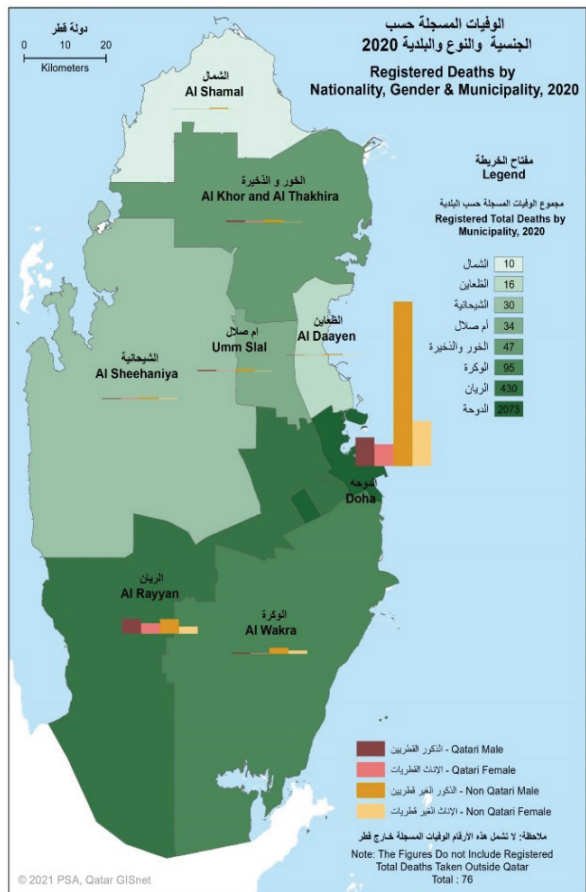 دولة قطر
0 10 20
Kilometers
الوفيات المسجلة حسب
الجنسية والنوع والبلدية 2020
Registered Deaths by
Nationality, Gender & Municipality, 2020
الشمال
Al Shamal
الخور و الذخيرة
Al Khor and Al Thakhira
ام صلال
Umm Slal
الظعاين
Al Daayen
الشيحانية
Al Sheehaniya
الدوحه
Doha
الريان
Al Rayyan
الوكرة
Al Wakra
مفتاح الخريطة
Legend
مجموع الوفيات المسجلة حسب البلدية
Registered Total Deaths by
Municipality, 2020
الشمال 10
الظعاين 16
الشيحانية 30
أم صلال 34
الخور والذخيرة 47
الوكرة 95
الريان 430
الدوحة 2073
الذكور القطريين - Qatari Male
الإناث القطريات - Qatari Female
الذكور الغير قطريين - Non Qatari Male
الإناث الغير قطريات - Non Qatari Female
ملاحظة: لا تشمل هذه الأرقام الوفيات المسجلة خارج قطر
Note: The Figures Do not Include Registered
Total Deaths Taken Outside Qatar
Total : 76
© 2021 PSA, Qatar GISnet